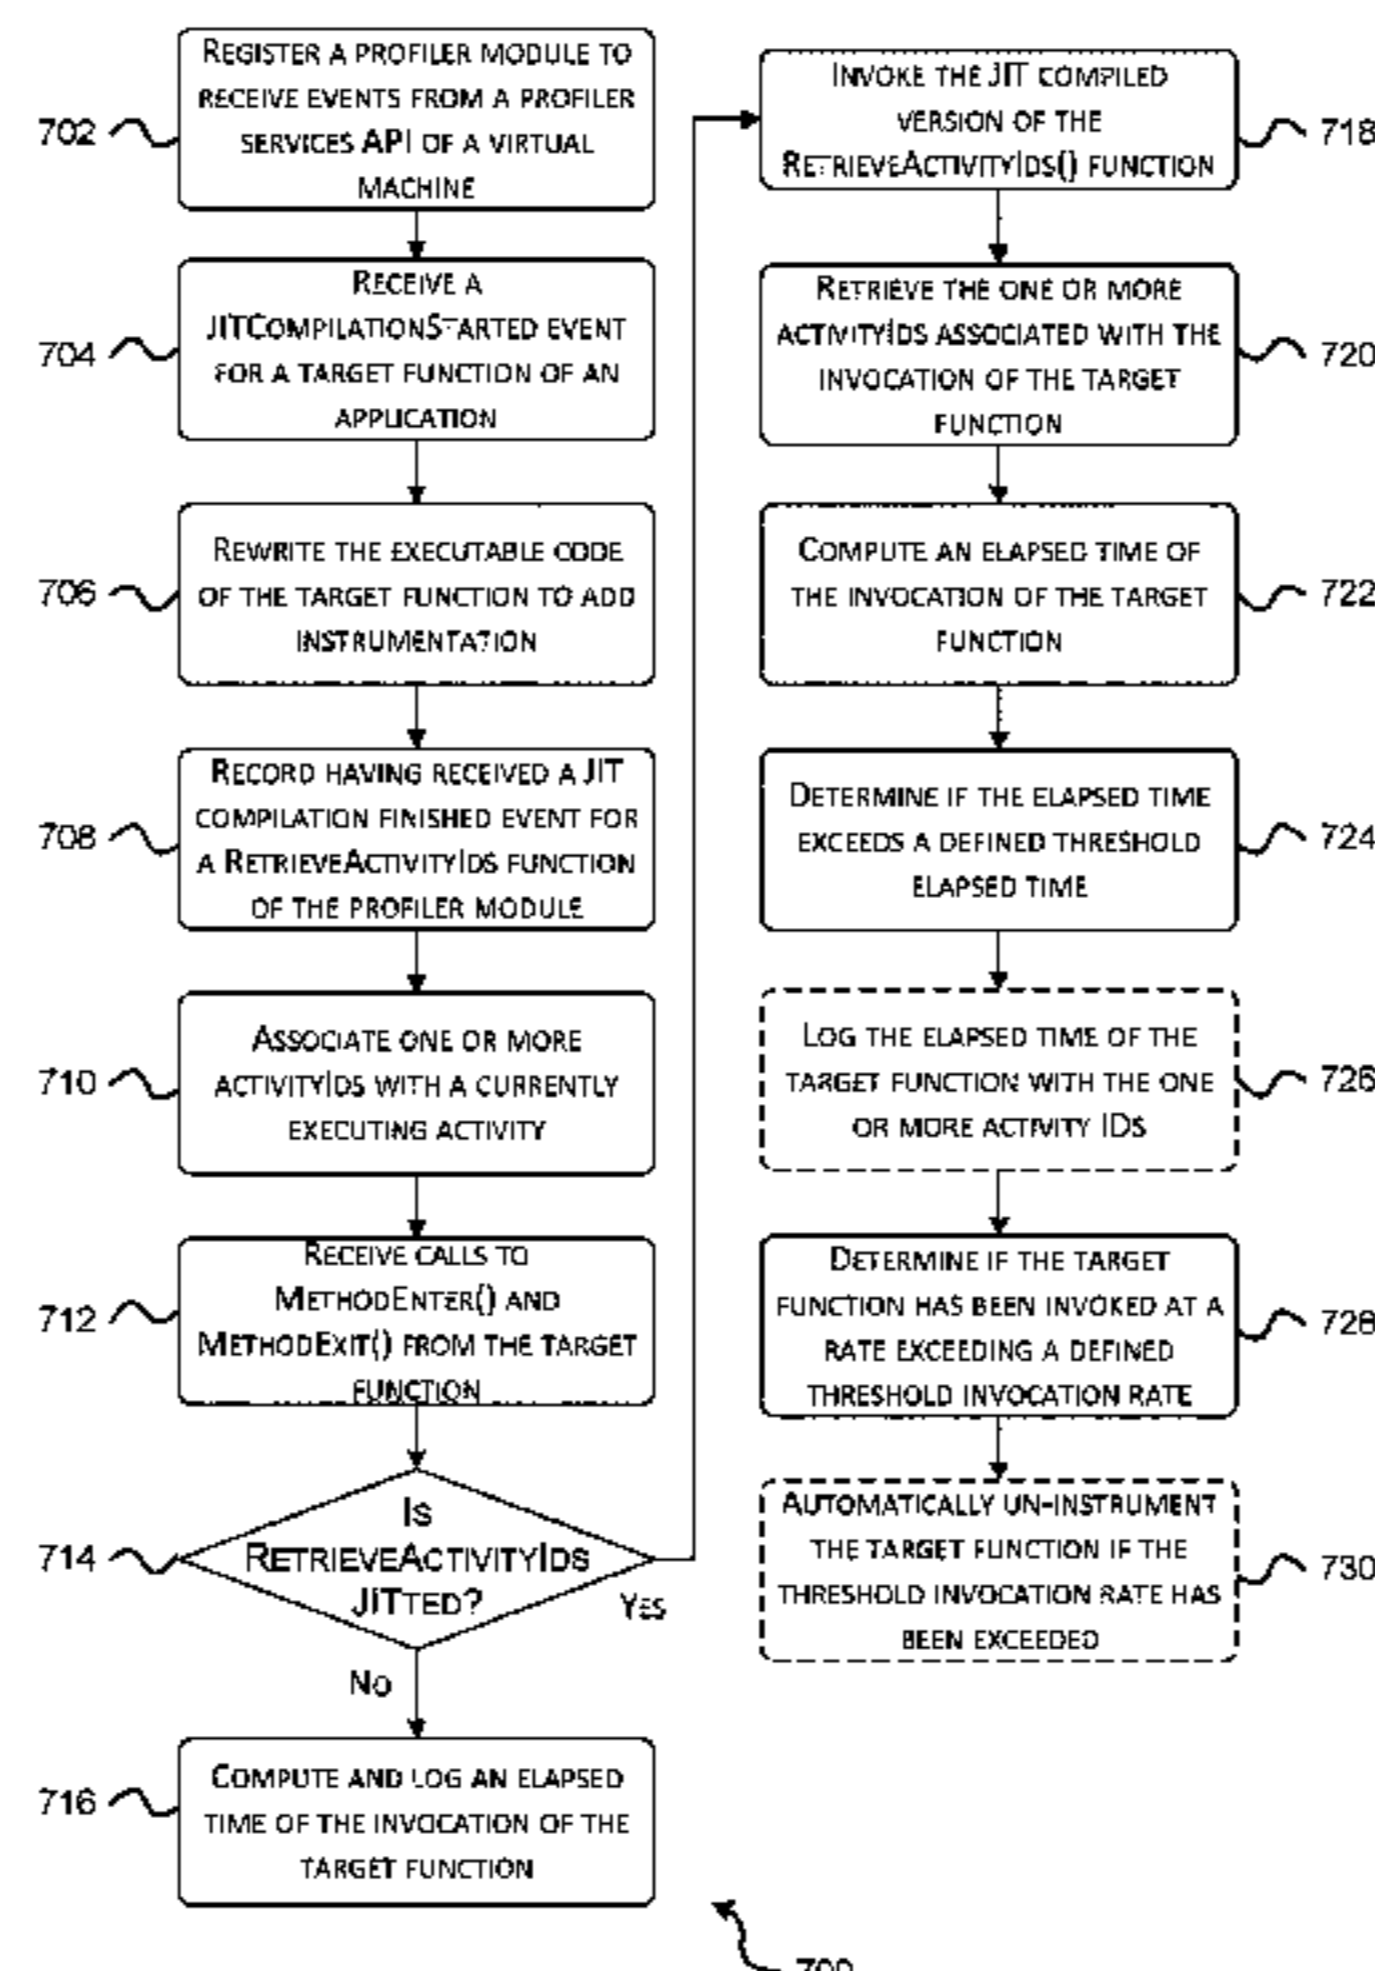 REGISTER A PROFILER MODULE TO
RECEIVE EVENTS FROM A PROFILER
SERVICES API OF A VIRTUAL
MACHINE
702
RECEIVE A
JITCOMPILATIONSTARTED EVENT
FOR A TARGET FUNCTION OF AN
APPLICATION
704
REWRITE THE EXECUTABLE CODE
OF THE TARGET FUNCTION TO ADD
INSTRUMENTATION
706
RECORD HAVING RECEIVED A JIT
COMPILATION FINISHED EVENT FOR
A RETRIEVEACTIVITYIDS FUNCTION
OF THE PROFILER MODULE
708
ASSOCIATE ONE OR MORE
ACTIVITYIDS WITH A CURRENTLY
EXECUTING ACTIVITY
710
RECEIVE CALLS TO
METHODENTER() AND
METHODEXIT() FROM THE TARGET
FUNCTION
712
IS
RETRIEVEACTIVITYIDS
JITTED?
714
YES
NO
COMPUTE AND LOG AN ELAPSED
TIME OF THE INVOCATION OF THE
TARGET FUNCTION
716
INVOKE THE JIT COMPILED
VERSION OF THE
RETRIEVEACTIVITYIDS() FUNCTION
718
RETRIEVE THE ONE OR MORE
ACTIVITYIDS ASSOCIATED WITH THE
INVOCATION OF THE TARGET
FUNCTION
720
COMPUTE AN ELAPSED TIME OF
THE INVOCATION OF THE TARGET
FUNCTION
722
DETERMINE IF THE ELAPSED TIME
EXCEEDS A DEFINED THRESHOLD
ELAPSED TIME
724
LOG THE ELAPSED TIME OF THE
TARGET FUNCTION WITH THE ONE
OR MORE ACTIVITY IDS
726
DETERMINE IF THE TARGET
FUNCTION HAS BEEN INVOKED AT A
RATE EXCEEDING A DEFINED
THRESHOLD INVOCATION RATE
728
AUTOMATICALLY UN-INSTRUMENT
THE TARGET FUNCTION IF THE
THRESHOLD INVOCATION RATE HAS
BEEN EXCEEDED
730
700